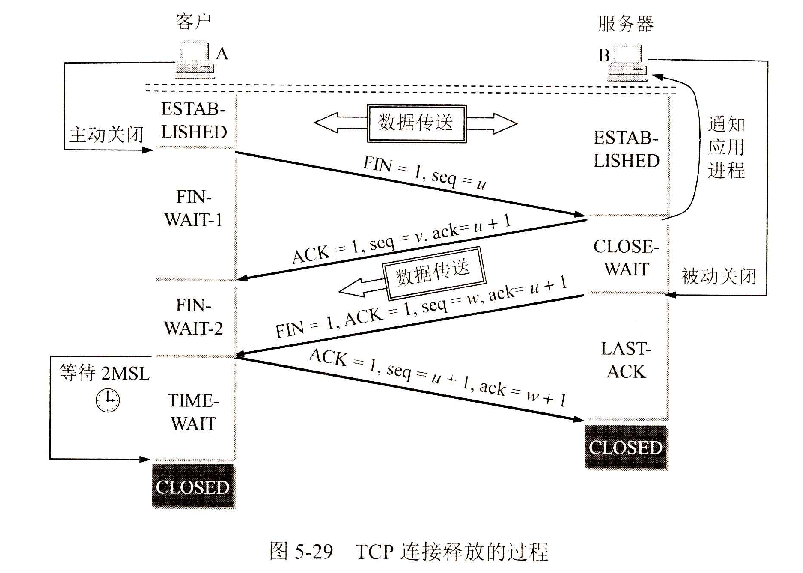 客户
服务器
A
B
ESTAB-
LISHED
数据传送
ESTAB-
LISHED
通知
应用
进程
主动关闭
FIN = 1, seq = u
FIN-
WAIT-1
ACK = 1, seq = v, ack= u + 1
CLOSE-
WAIT
数据传送
被动关闭
FIN-
WAIT-2
FIN = 1, ACK = 1, seq = w, ack= u + 1
ACK = 1, seq = u + 1, ack = w + 1
LAST-
ACK
等待 2MSL
TIME-
WAIT
CLOSED
CLOSED
图 5-29 TCP 连接释放的过程